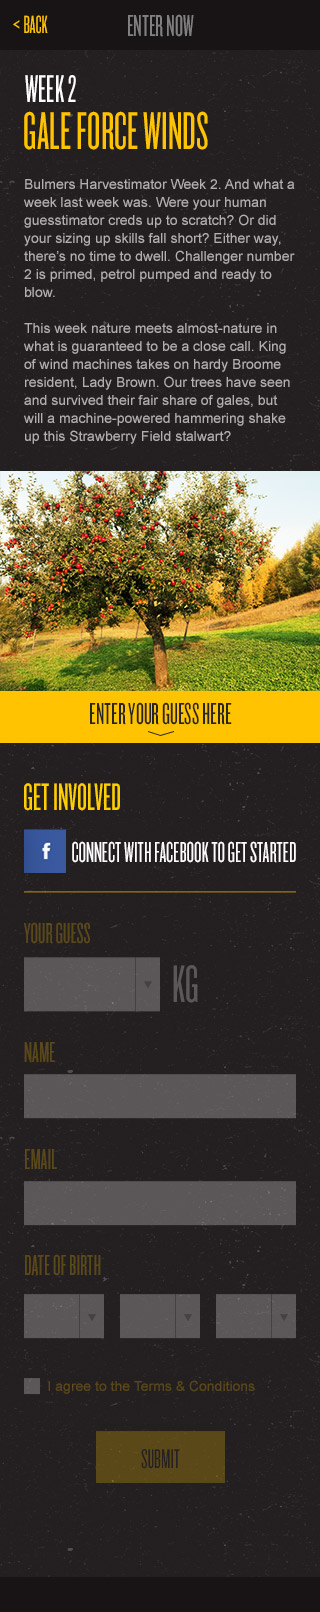 < BACK
ENTER NOW
WEEK 2
GALE FORCE WINDS
Bulmers Harvestimator Week 2. And what a
week last week was. Were your human
guesstimator creds up to scratch? Or did
your sizing up skills fall short? Either way,
there's no time to dwell. Challenger number
2 is primed, petrol pumped and ready to
blow.
This week nature meets almost-nature in
what is guaranteed to be a close call. King
of wind machines takes on hardy Broome
resident, Lady Brown. Our trees have seen
and survived their fair share of gales, but
will a machine-powered hammering shake
up this Strawberry Field stalwart?
ENTER YOUR GUESS HERE
GET INVOLVED
f CONNECT WITH FACEBOOK TO GET STARTED
YOUR GUESS
KG
NAME
EMAIL
DATE OF BIRTH
I agree to the Terms & Conditions
SUBMIT